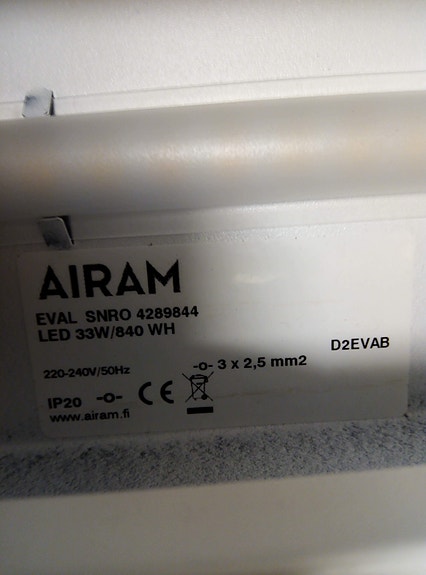 AIRAM
EVAL SNRO 4289844
LED 33W/840 WH
D2EVAB
220-240V/50Hz
-o- 3 x 2,5 mm2
IP20 -o- CE
www.airam.fi